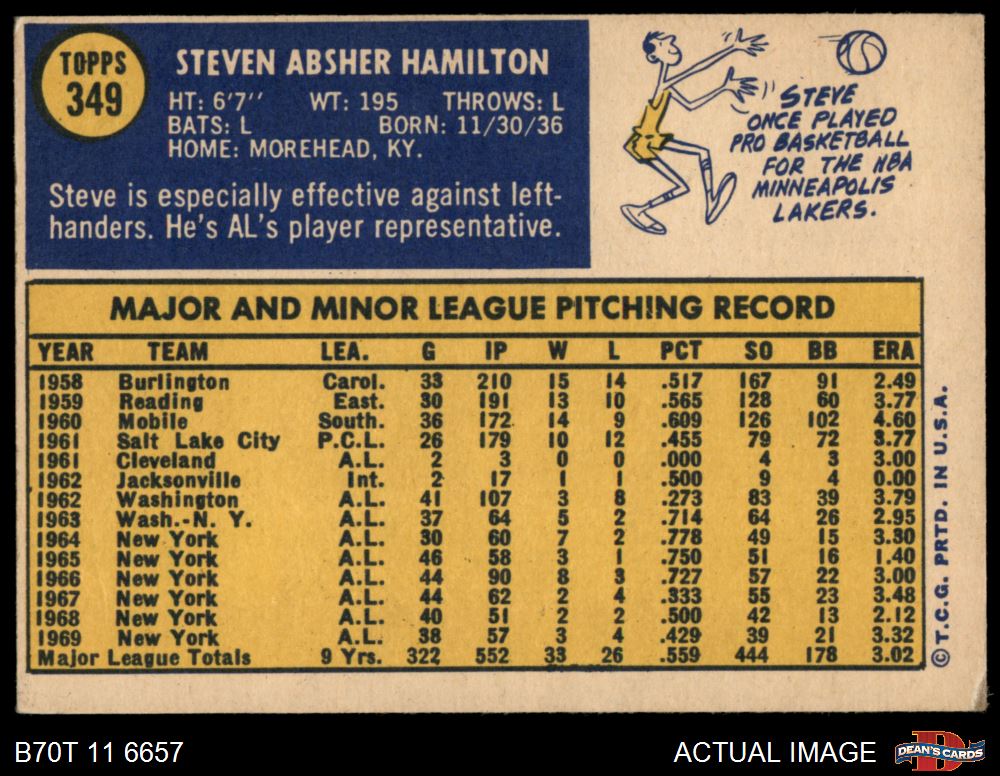 TOPPS
349
STEVEN ABSHER HAMILTON
HT: 6'7'' WT: 195 THROWS: L
BATS: L BORN: 11/30/36
HOME: MOREHEAD, KY.
Steve is especially effective against left-
handers. He's AL's player representative.
STEVE
ONCE PLAYED
PRO BASKETBALL
FOR THE NBA
MINNEAPOLIS
LAKERS.
MAJOR AND MINOR LEAGUE PITCHING RECORD
YEAR TEAM LEA. G IP W L PCT SO BB ERA
1958 Burlington Carol. 33 210 15 14 .517 167 91 2.49
1959 Reading East. 30 191 13 10 .565 128 60 3.77
1960 Mobile South. 36 172 14 9 .609 126 102 4.60
1961 Salt Lake City P.C.L. 26 179 10 12 .455 79 72 3.77
1961 Cleveland A.L. 2 3 0 0 .000 4 3 3.00
1962 Jacksonville Int. 2 17 1 1 .500 9 4 0.00
1962 Washington A.L. 41 107 3 8 .273 83 39 3.79
1963 Wash.-N. Y. A.L. 37 64 5 2 .714 64 26 2.95
1964 New York A.L. 30 60 7 2 .778 49 15 3.30
1965 New York A.L. 46 58 3 1 .750 51 16 1.40
1966 New York A.L. 44 90 8 3 .727 57 22 3.00
1967 New York A.L. 44 62 2 4 .333 55 23 3.48
1968 New York A.L. 40 51 2 2 .500 42 13 2.12
1969 New York A.L. 38 57 3 4 .429 39 21 3.32
Major League Totals 9 Yrs. 322 552 33 26 .559 444 178 3.02
© T.C.G. PRTD. IN U.S.A.
B70T 11 6657
ACTUAL IMAGE
D
DEAN'S CARDS